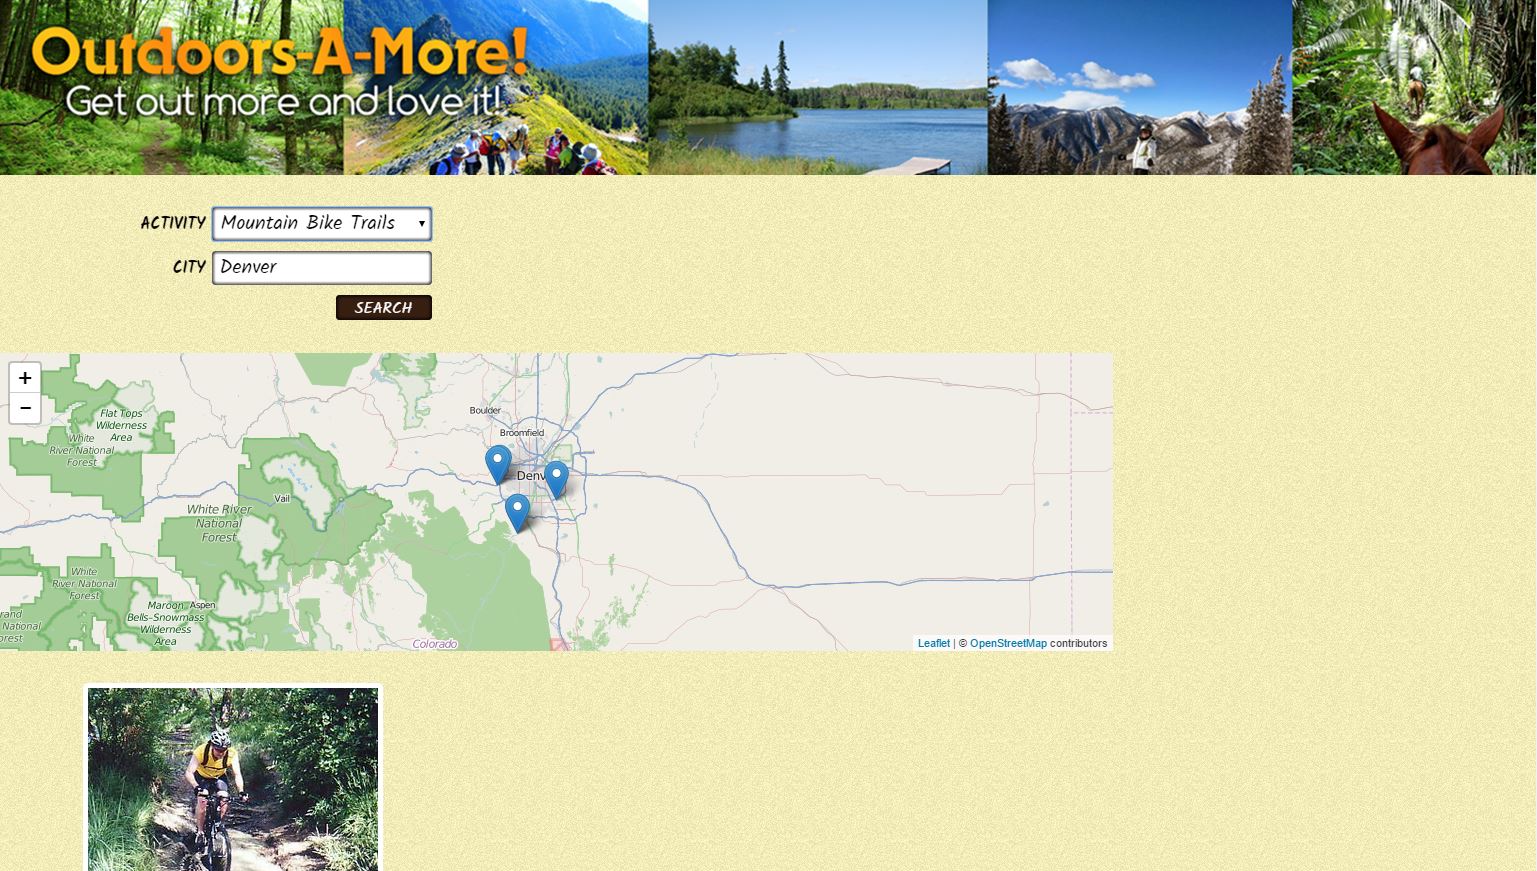 Outdoors-A-More!
Get out more and love it!
ACTIVITY Mountain Bike Trails
CITY Denver
SEARCH
+
-
Boulder
Flat Tops
Wilderness
Area
Broomfield
White
River National
Forest
Denv
Vail
White River
National
Forest
White
River National
Forest
Maroon
Bells-Snowmass
Wilderness
Area
Aspen
rand
National
orest
Colorado
Leaflet | © OpenStreetMap contributors